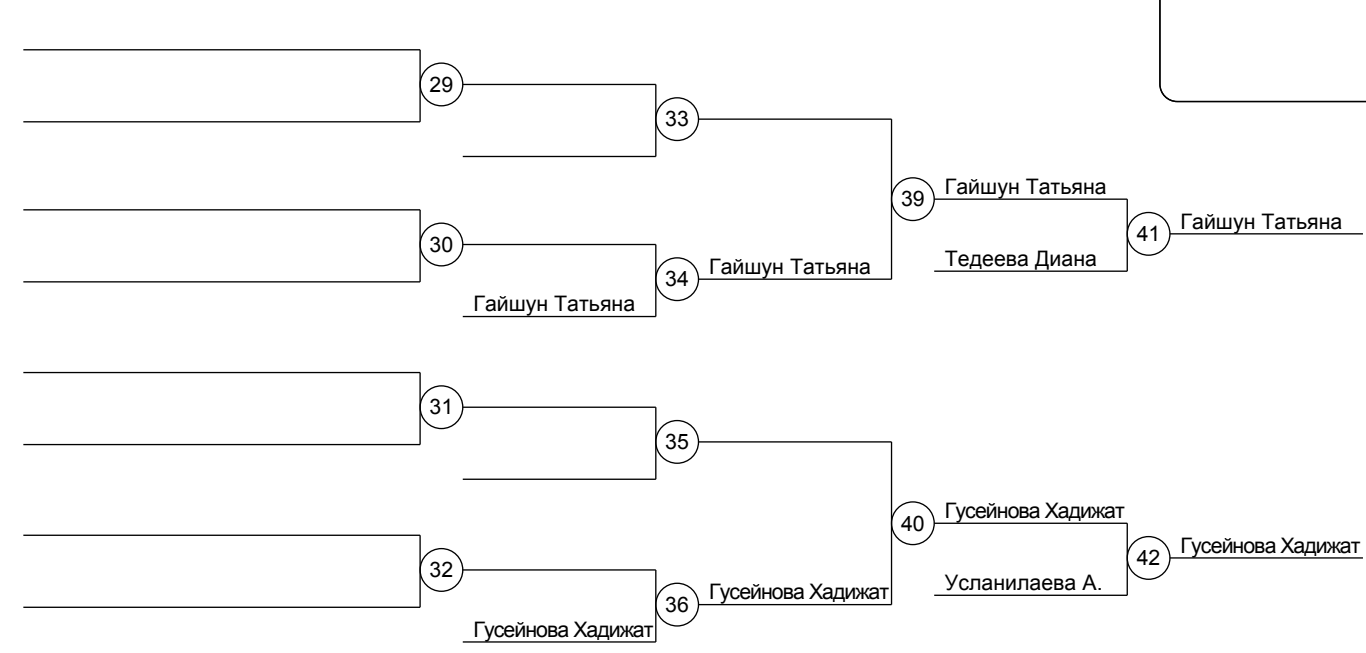 29
33
39
Гайшун Татьяна
41
Гайшун Татьяна
30
Тедеева Диана
34
Гайшун Татьяна
Гайшун Татьяна
31
35
40
Гусейнова Хадижат
42
Гусейнова Хадижат
32
Усланилаева А.
36
Гусейнова Хадижат
Гусейнова Хадижат